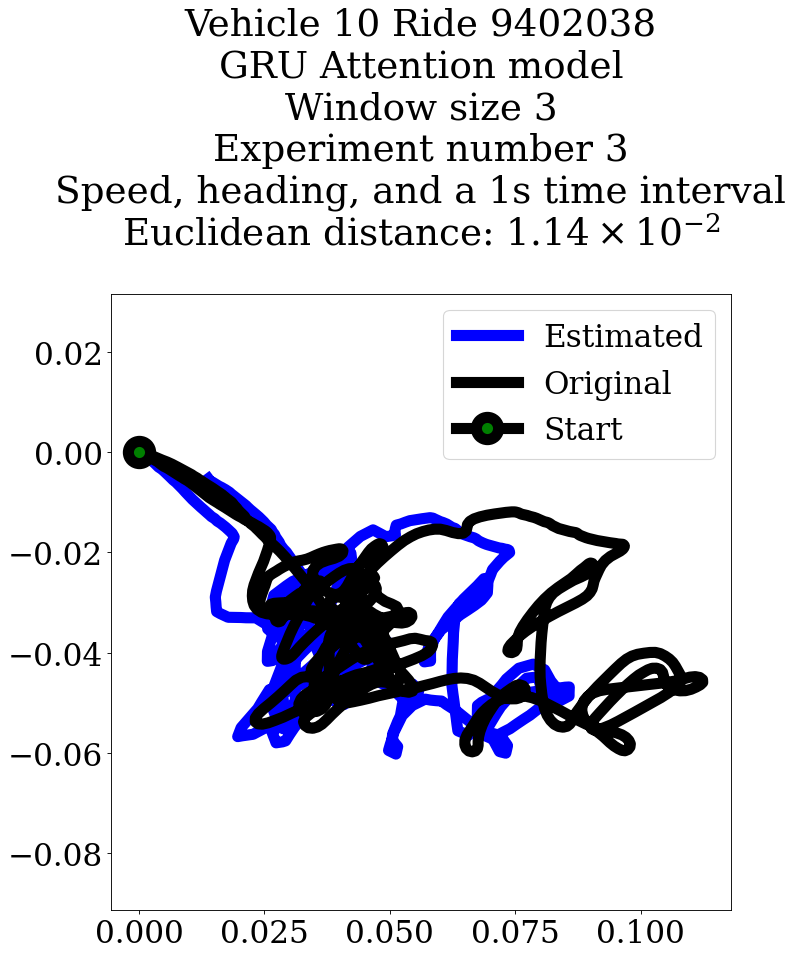 Vehicle 10 Ride 9402038
GRU Attention model
Window size 3
Experiment number 3
Speed, heading, and a 1s time interval
Euclidean distance: 1.14 × 10⁻²
Estimated
Original
Start
0.02
0.00
−0.02
−0.04
−0.06
−0.08
0.000 0.025 0.050 0.075 0.100